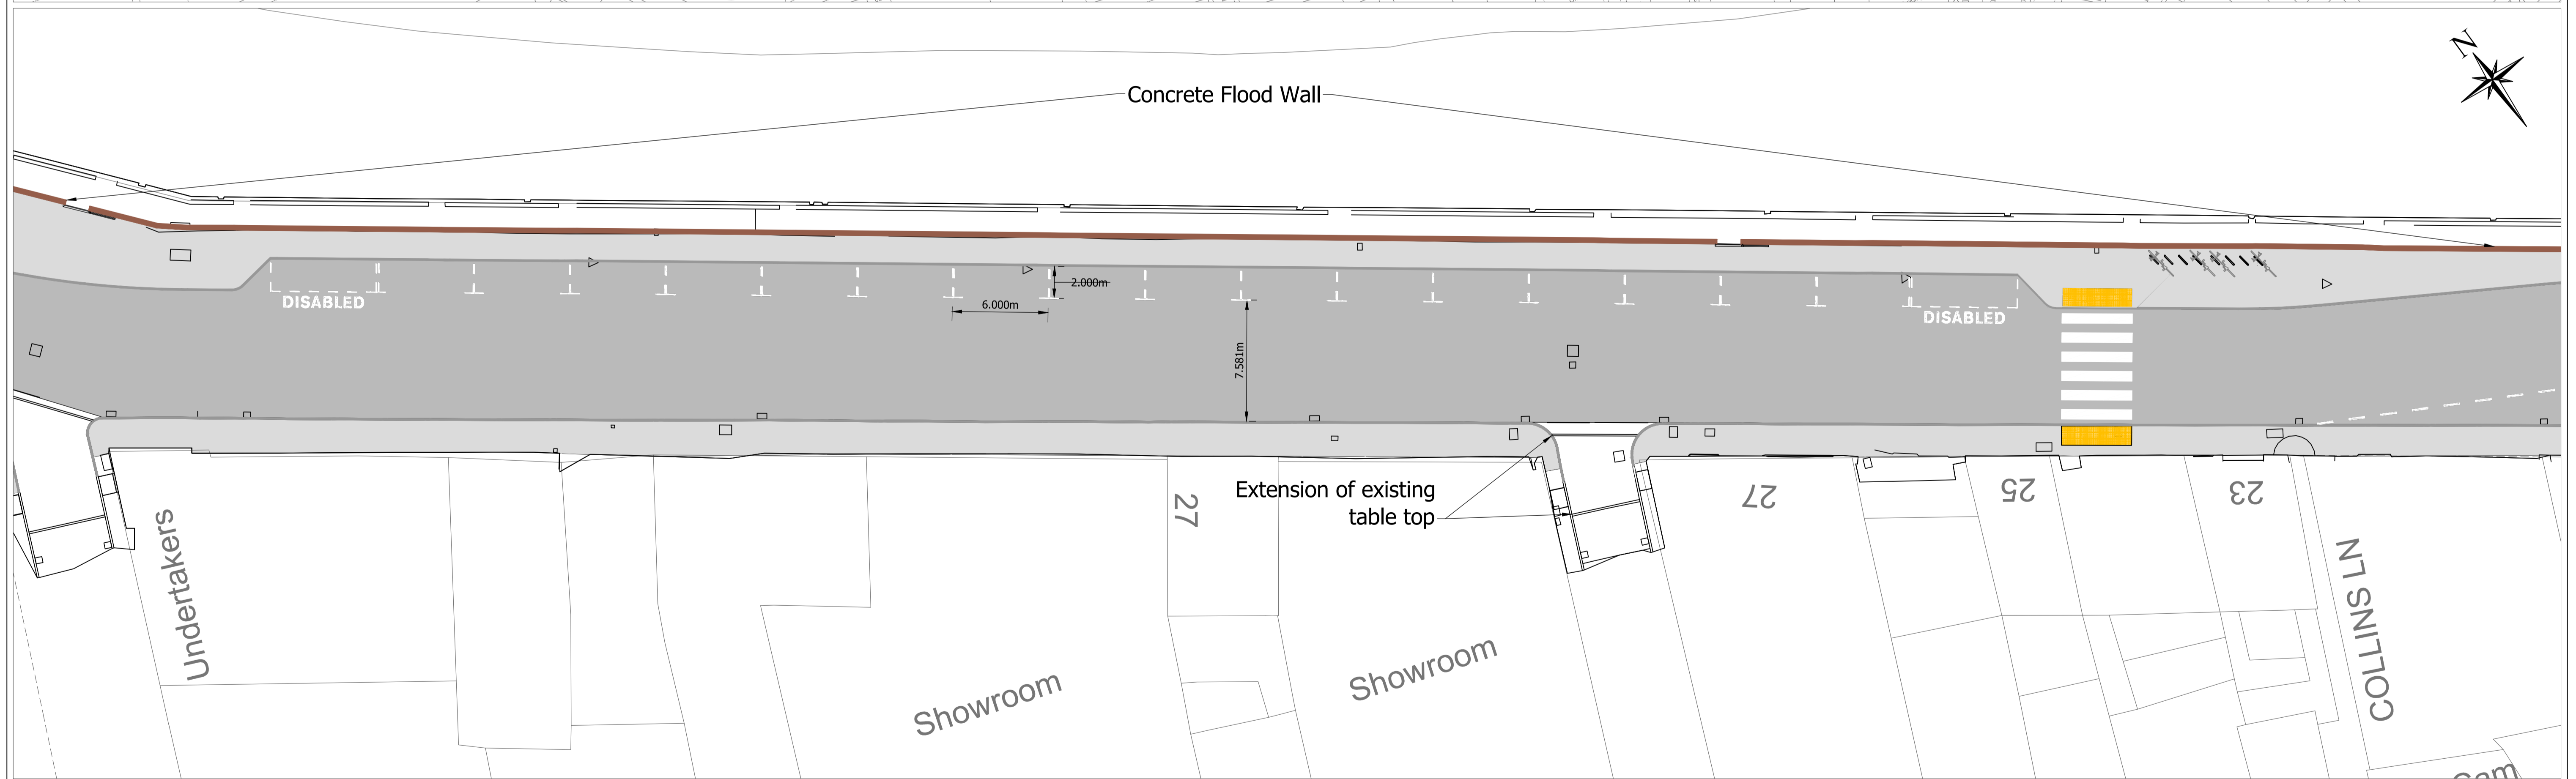 N
Concrete Flood Wall
2.000m
6.000m
DISABLED
DISABLED
7.581m
Extension of existing
table top
27
27
25
23
Undertakers
Showroom
Showroom
COLLINS LN